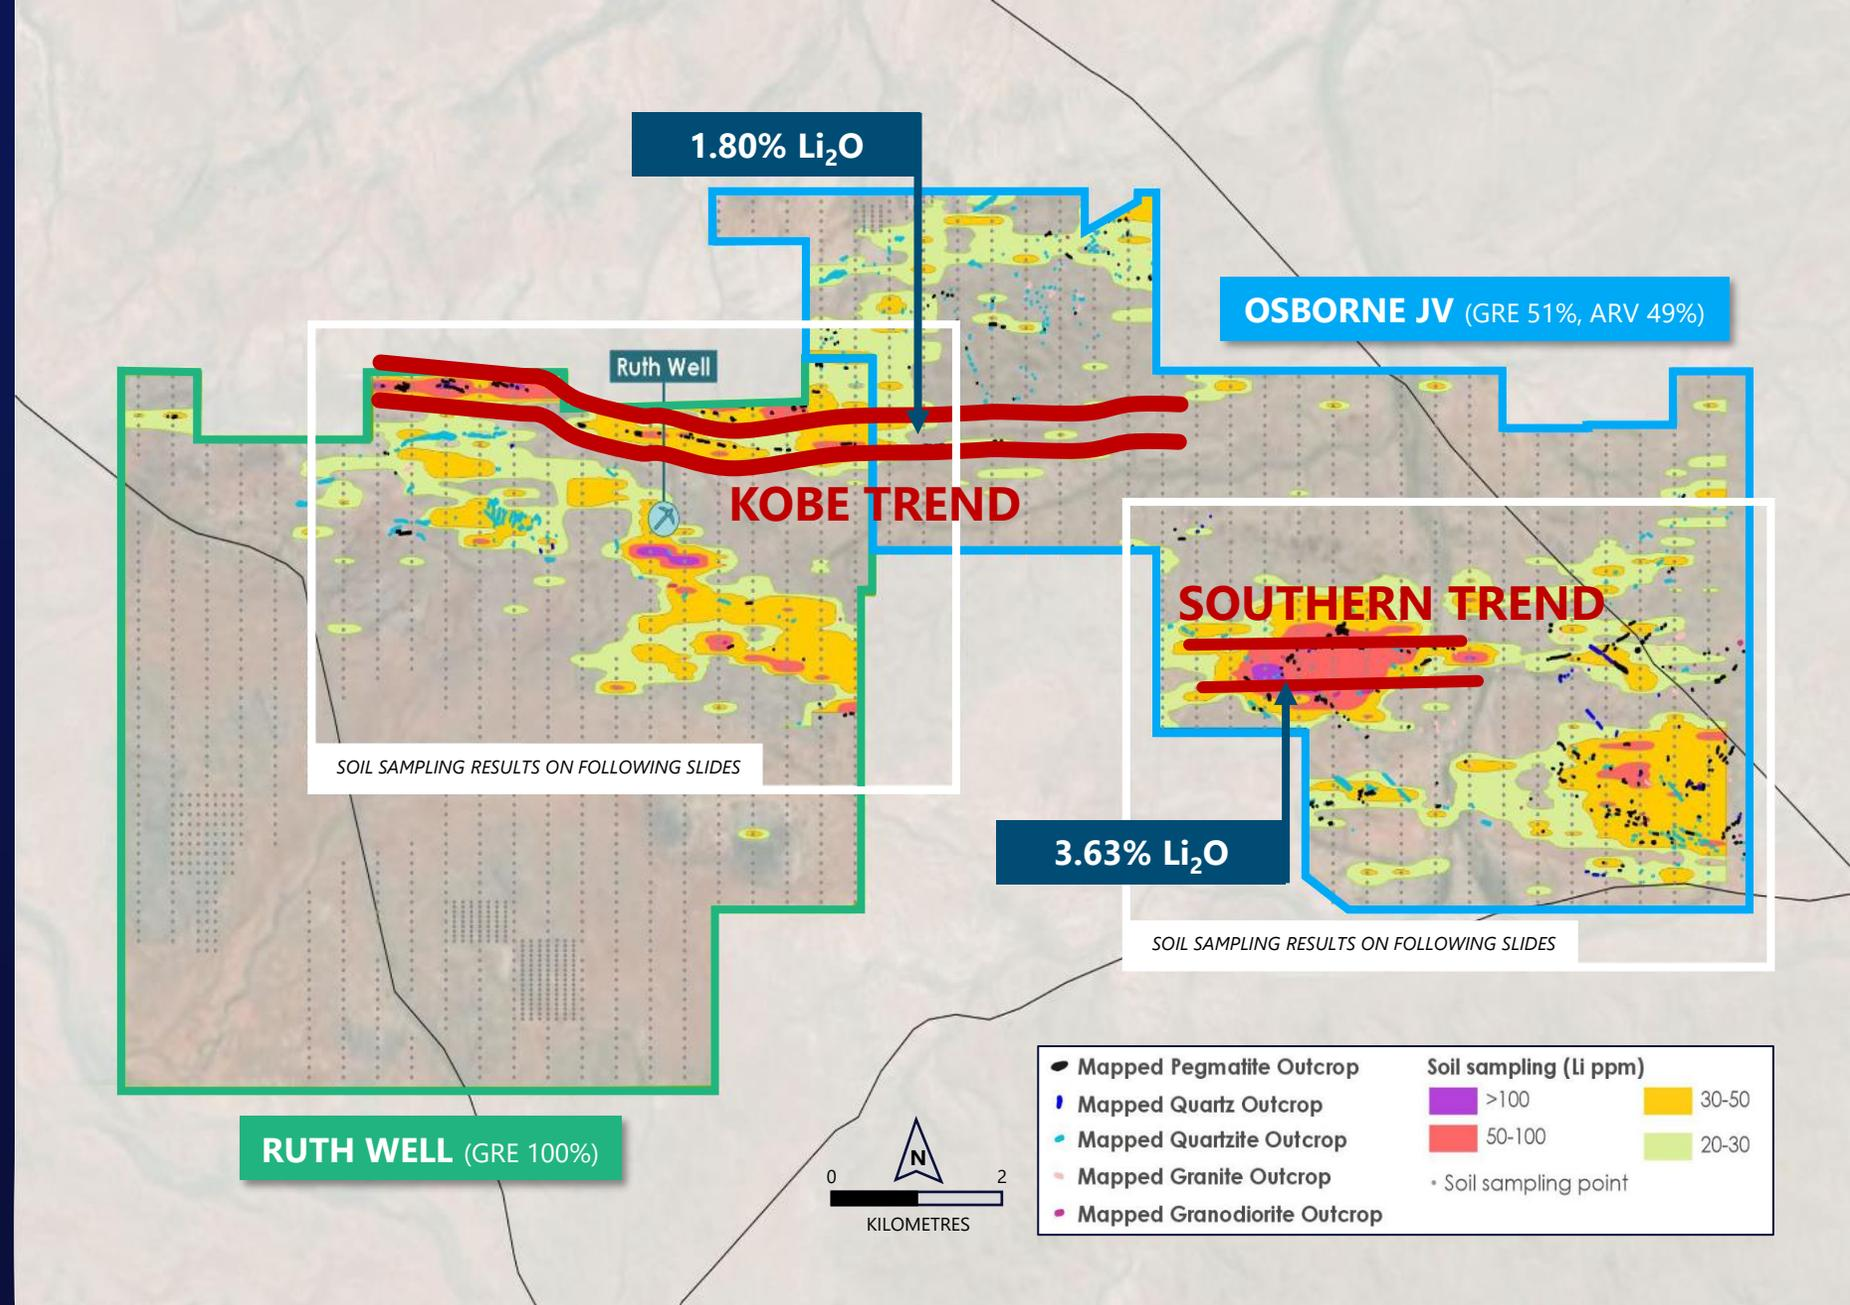 1.80% Li₂O
OSBORNE JV (GRE 51%, ARV 49%)
Ruth Well
KOBE TREND
SOUTHERN TREND
SOIL SAMPLING RESULTS ON FOLLOWING SLIDES
3.63% Li₂O
SOIL SAMPLING RESULTS ON FOLLOWING SLIDES
RUTH WELL (GRE 100%)
N
0 2
KILOMETRES
Mapped Pegmatite Outcrop
Mapped Quartz Outcrop
Mapped Quartzite Outcrop
Mapped Granite Outcrop
Mapped Granodiorite Outcrop
Soil sampling (Li ppm)
>100
50-100
30-50
20-30
Soil sampling point